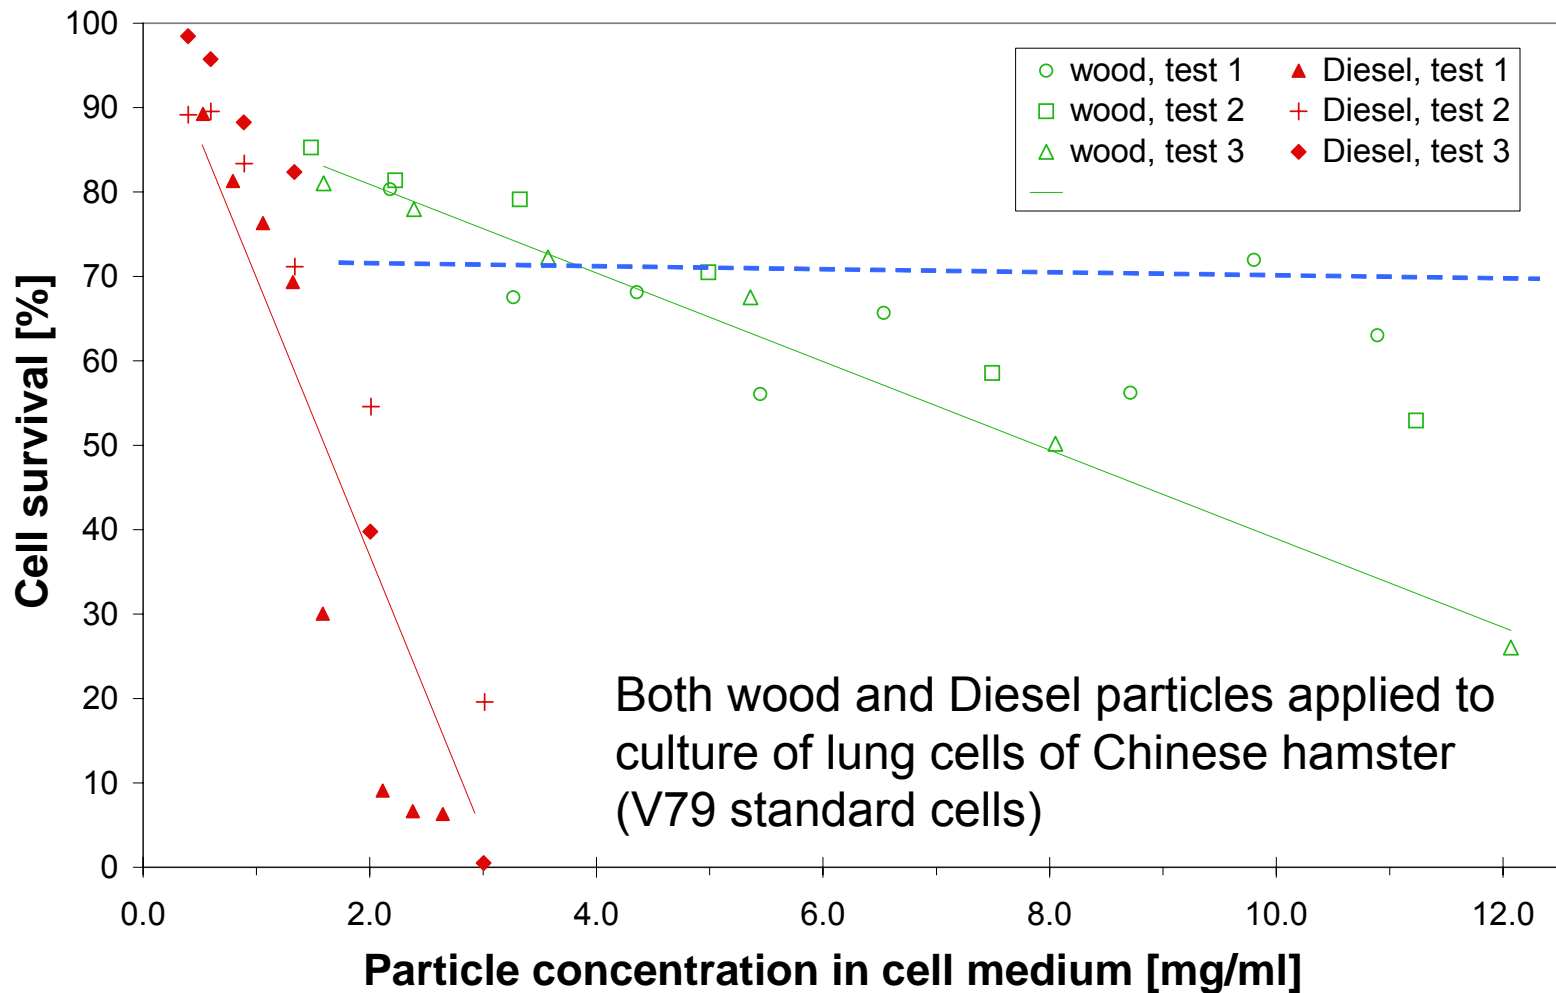 100
90
80
70
60
50
40
30
20
10
0
Cell survival [%]
wood, test 1 Diesel, test 1
wood, test 2 Diesel, test 2
wood, test 3 Diesel, test 3
Both wood and Diesel particles applied to
culture of lung cells of Chinese hamster
(V79 standard cells)
0.0 2.0 4.0 6.0 8.0 10.0 12.0
Particle concentration in cell medium [mg/ml]